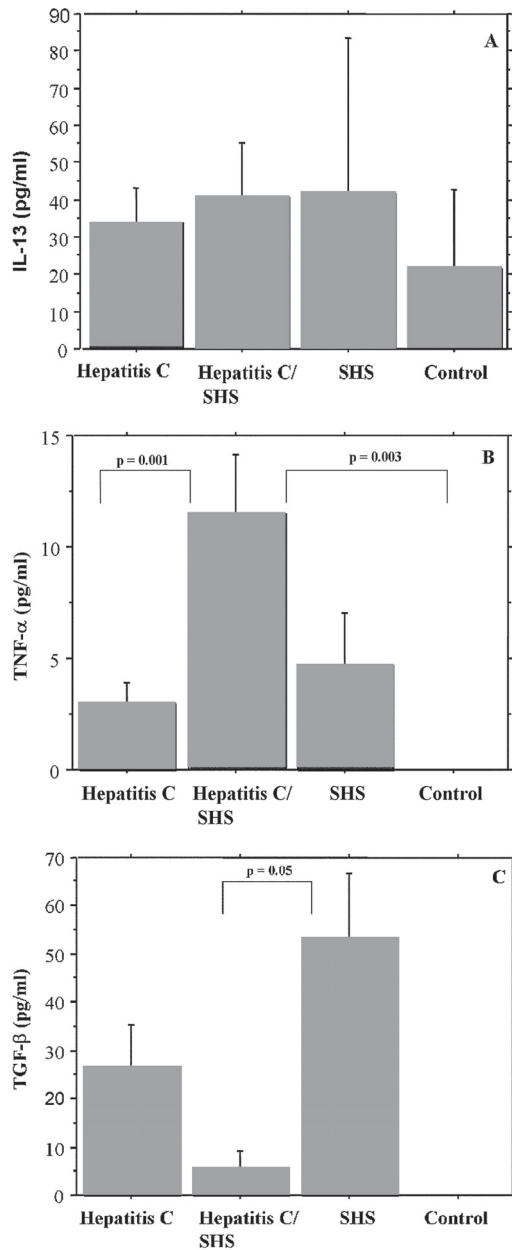 A
90
80
70
60
50
40
30
20
10
0
IL-13 (pg/ml)
Hepatitis C Hepatitis C/ SHS Control
SHS
B
15
10
5
0
TNF-α (pg/ml)
p = 0.001 p = 0.003
Hepatitis C Hepatitis C/ SHS Control
SHS
C
70
60
50
40
30
20
10
0
TGF-β (pg/ml)
p = 0.05
Hepatitis C Hepatitis C/ SHS Control
SHS